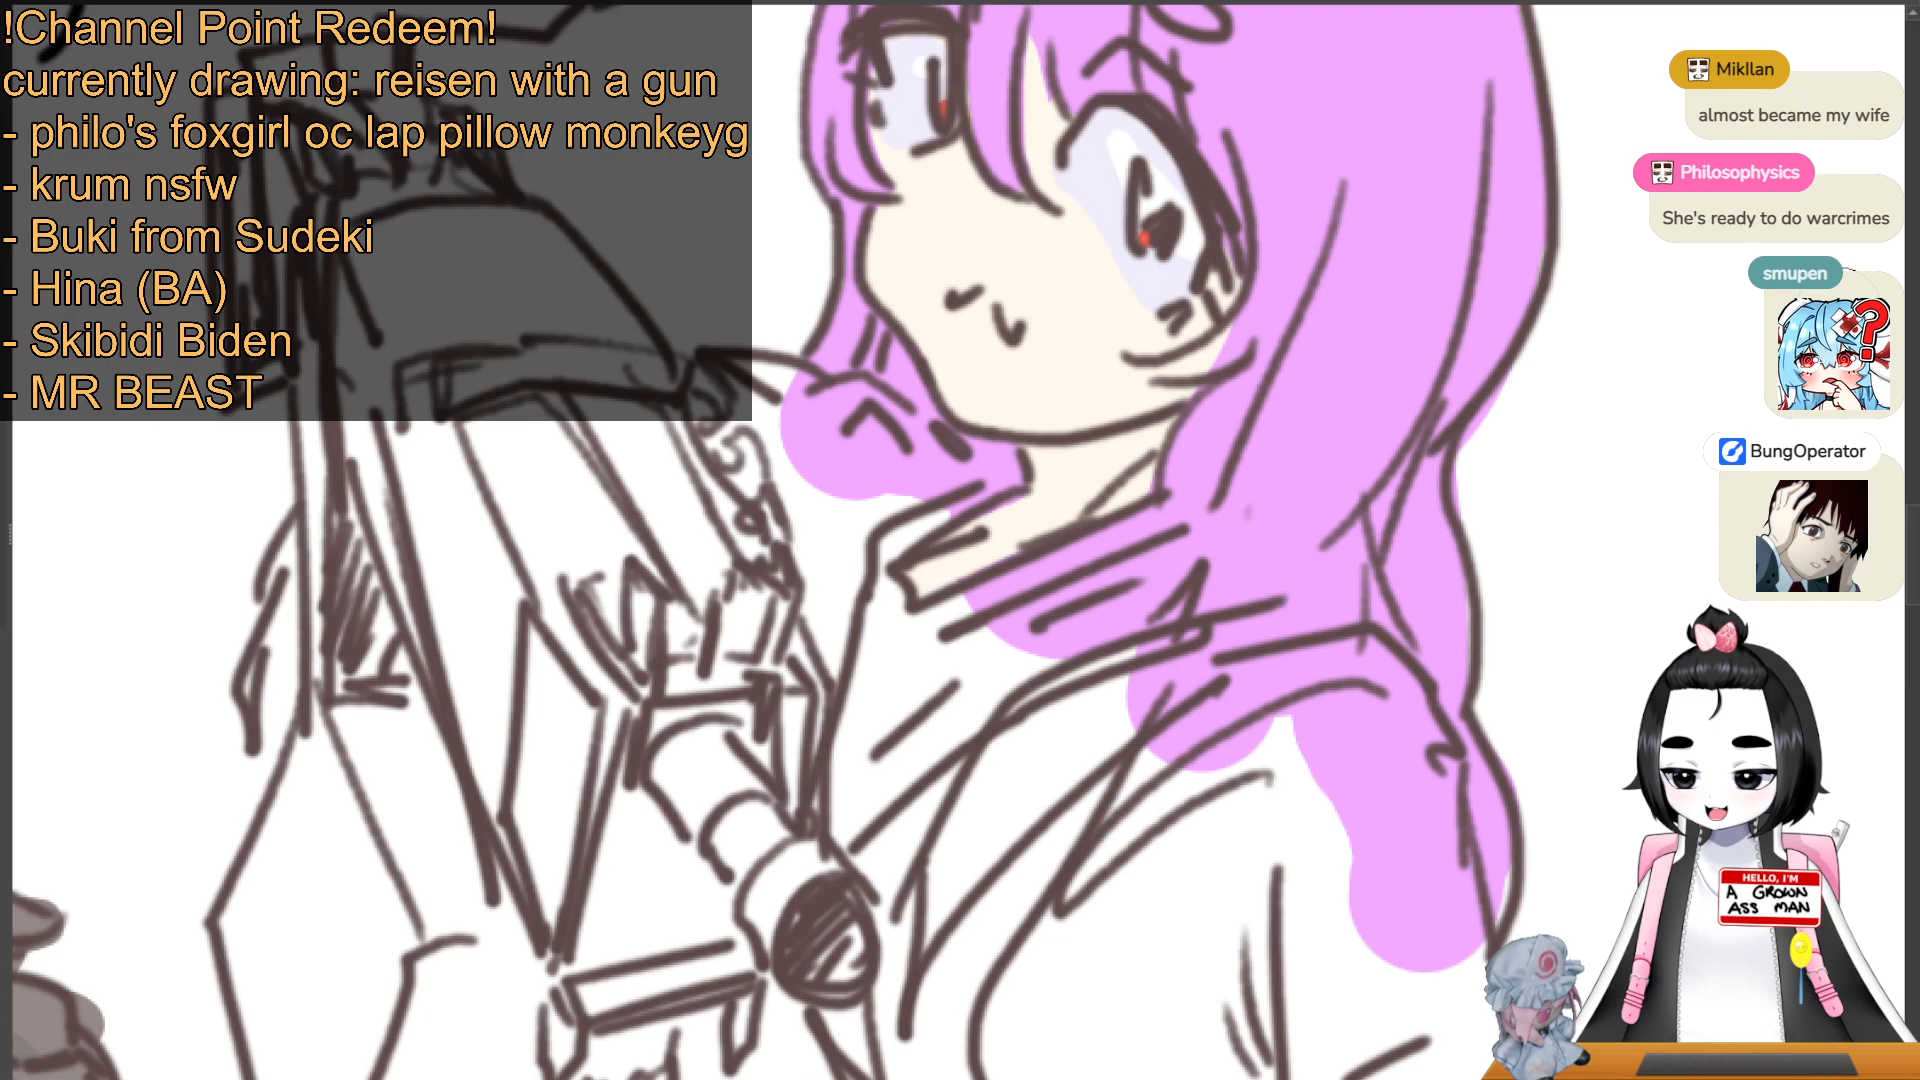 !Channel Point Redeem!
currently drawing: reisen with a gun
- philo's foxgirl oc lap pillow monkeyg
- krum nsfw
- Buki from Sudeki
- Hina (BA)
- Skibidi Biden
- MR BEAST
Mikllan
almost became my wife
Philosophysics
She's ready to do warcrimes
smupen
BungOperator
HELLO, I'M
A GROWN
ASS MAN